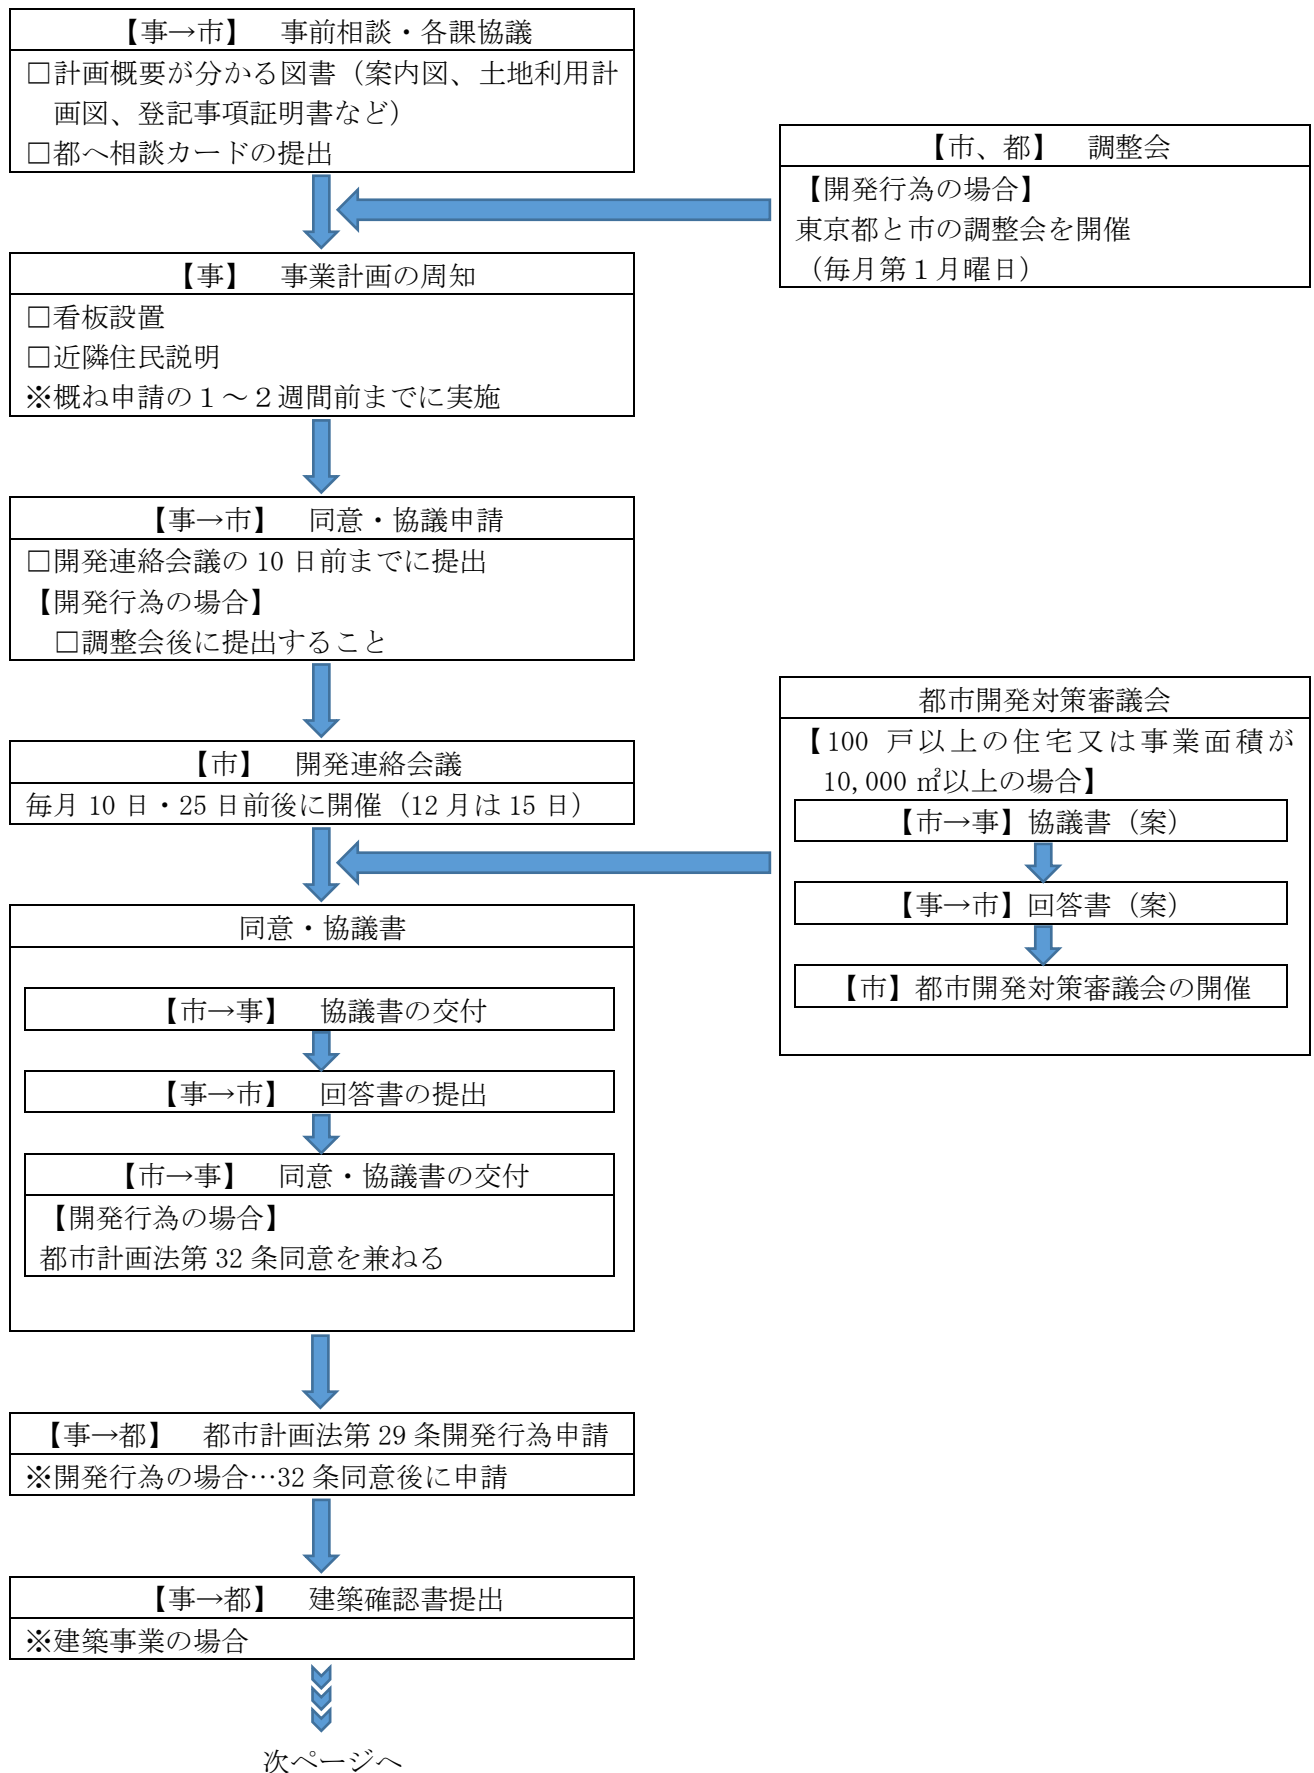 【事→市】　事前相談・各課協議
□計画概要が分かる図書（案内図、土地利用計
画図、登記事項証明書など）
□都へ相談カードの提出
【市、都】　調整会
【開発行為の場合】
東京都と市の調整会を開催
（毎月第１月曜日）
【事】　事業計画の周知
□看板設置
□近隣住民説明
※概ね申請の１～２週間前までに実施
【事→市】　同意・協議申請
□開発連絡会議の 10 日前までに提出
【開発行為の場合】
□調整会後に提出すること
【市】　開発連絡会議
毎月 10 日・25 日前後に開催（12 月は 15 日）
都市開発対策審議会
【100 戸以上の住宅又は事業面積が
10,000 ㎡以上の場合】
【市→事】協議書（案）
【事→市】回答書（案）
【市】都市開発対策審議会の開催
同意・協議書
【市→事】　協議書の交付
【事→市】　回答書の提出
【市→事】　同意・協議書の交付
【開発行為の場合】
都市計画法第 32 条同意を兼ねる
【事→都】　都市計画法第 29 条開発行為申請
※開発行為の場合…32 条同意後に申請
【事→都】　建築確認書提出
※建築事業の場合
次ページへ